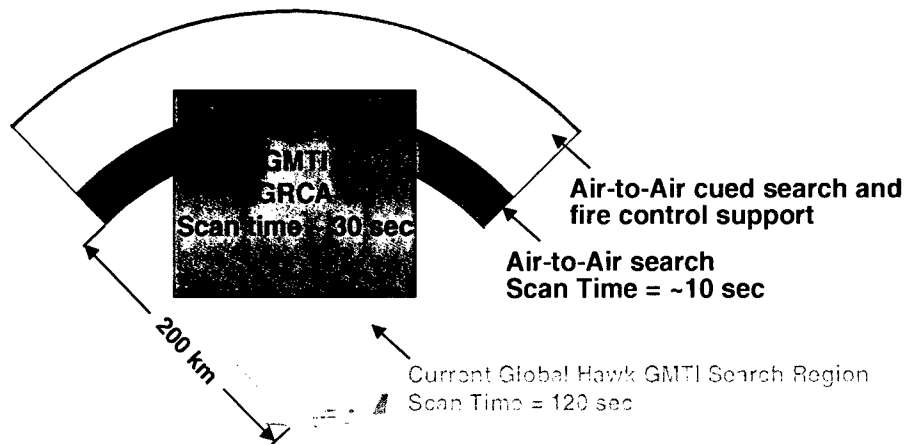 GMTI
GRCA
Scan time ~ 30 sec
Air-to-Air cued search and
fire control support
Air-to-Air search
Scan Time = ~10 sec
200 km
Current Global Hawk GMTI Search Region
Scan Time = 120 sec